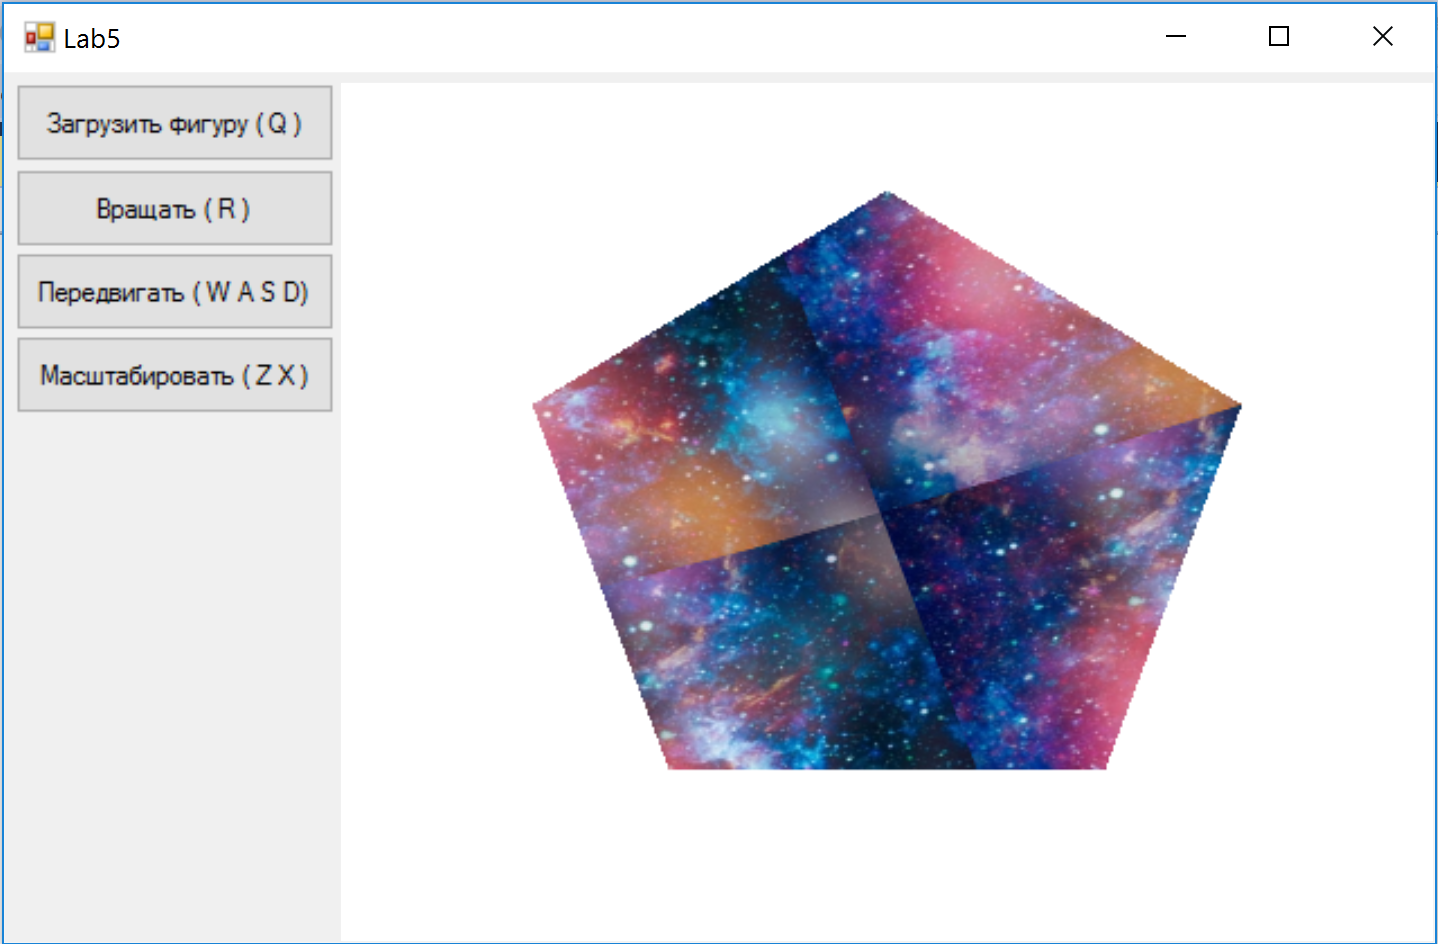 Lab5
Загрузить фигуру ( Q )
Вращать ( R )
Передвигать ( W A S D)
Масштабировать ( Z X )